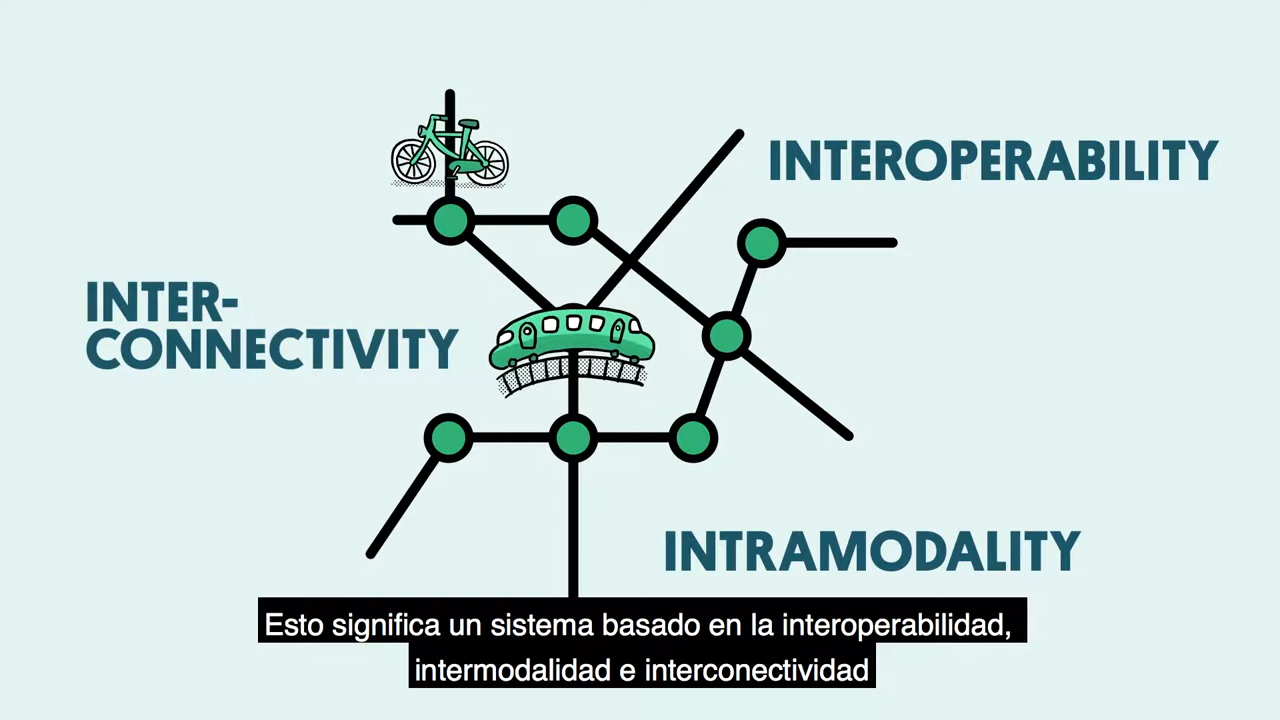 INTEROPERABILITY
INTER-
CONNECTIVITY
INTRAMODALITY
Esto significa un sistema basado en la interoperabilidad,
intermodalidad e interconectividad